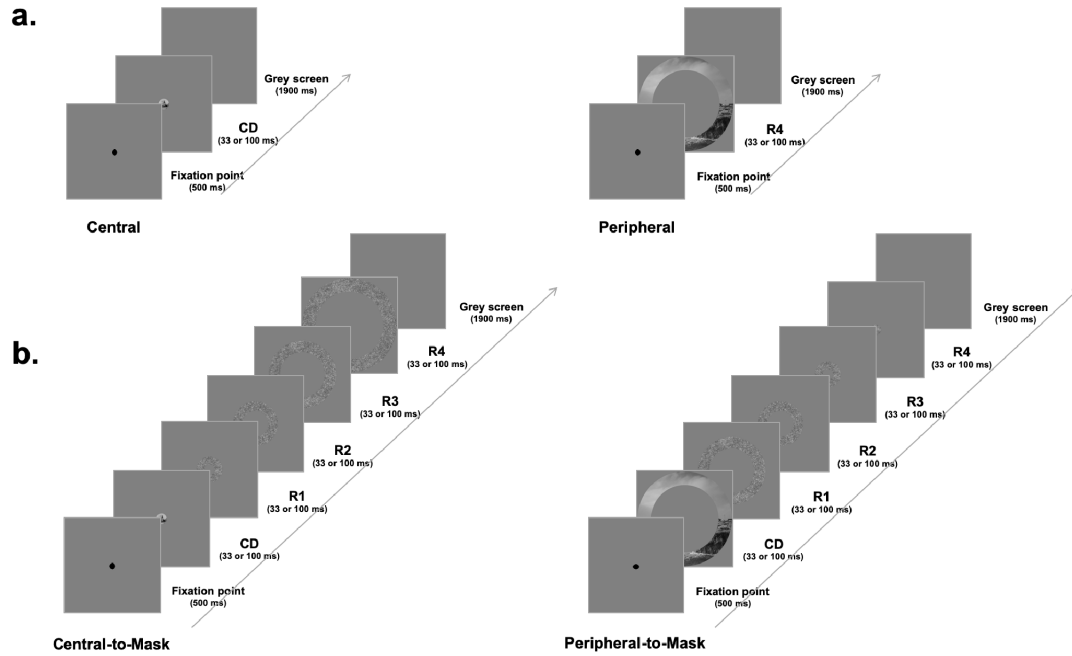 a.
Grey screen
(1900 ms)
CD
(33 or 100 ms)
Fixation point
(500 ms)
Central
Grey screen
(1900 ms)
R4
(33 or 100 ms)
Fixation point
(500 ms)
Peripheral
b.
Grey screen
(1900 ms)
R4
(33 or 100 ms)
R3
(33 or 100 ms)
R2
(33 or 100 ms)
R1
(33 or 100 ms)
CD
(33 or 100 ms)
Fixation point
(500 ms)
Central-to-Mask
Grey screen
(1900 ms)
R4
(33 or 100 ms)
R3
(33 or 100 ms)
R2
(33 or 100 ms)
R1
(33 or 100 ms)
CD
(33 or 100 ms)
Fixation point
(500 ms)
Peripheral-to-Mask